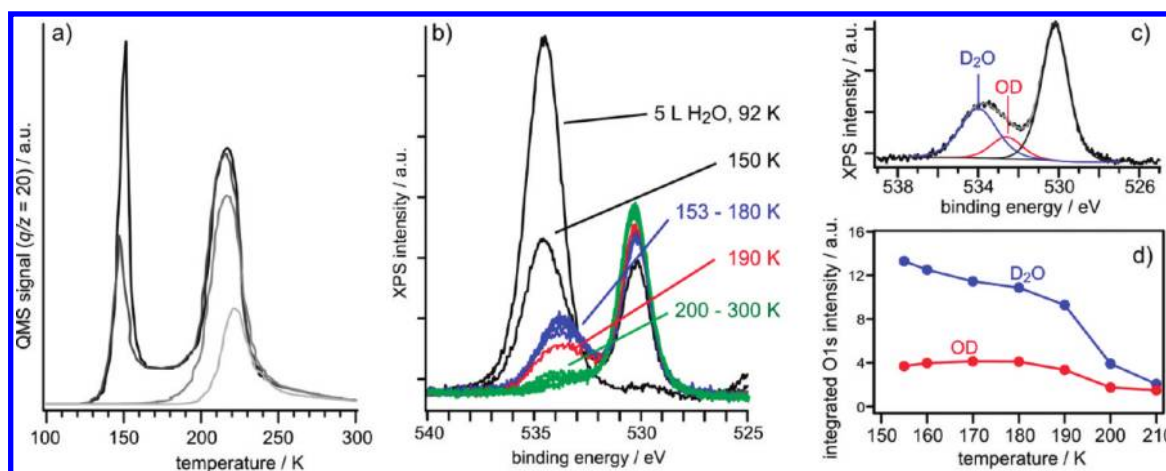 a)
QMS signal (q/z = 20) / a.u.
100 150 200 250 300
temperature / K
b)
XPS intensity / a.u.
5 L H₂O, 92 K
150 K
153 - 180 K
190 K
200 - 300 K
540 535 530 525
binding energy / eV
c)
XPS intensity / a.u.
D₂O
OD
538 534 530 526
binding energy / eV
d)
integrated O1s intensity / a.u.
16
12
8
4
0
D₂O
OD
150 160 170 180 190 200 210
temperature / K